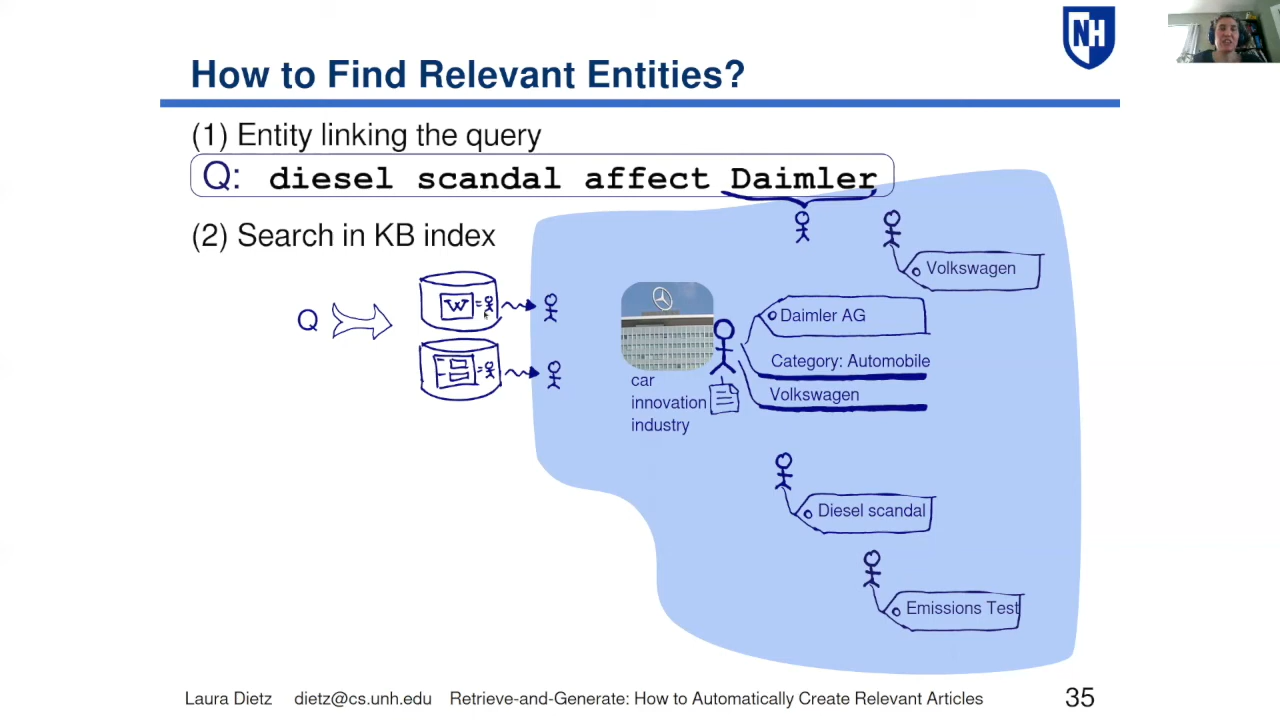 NH
How to Find Relevant Entities?
(1) Entity linking the query
Q: diesel scandal affect Daimler
(2) Search in KB index
Volkswagen
W
=
Q
Daimler AG
Category: Automobile
Volkswagen
=
car
innovation
industry
Diesel scandal
Emissions Test
Laura Dietz dietz@cs.unh.edu Retrieve-and-Generate: How to Automatically Create Relevant Articles 35